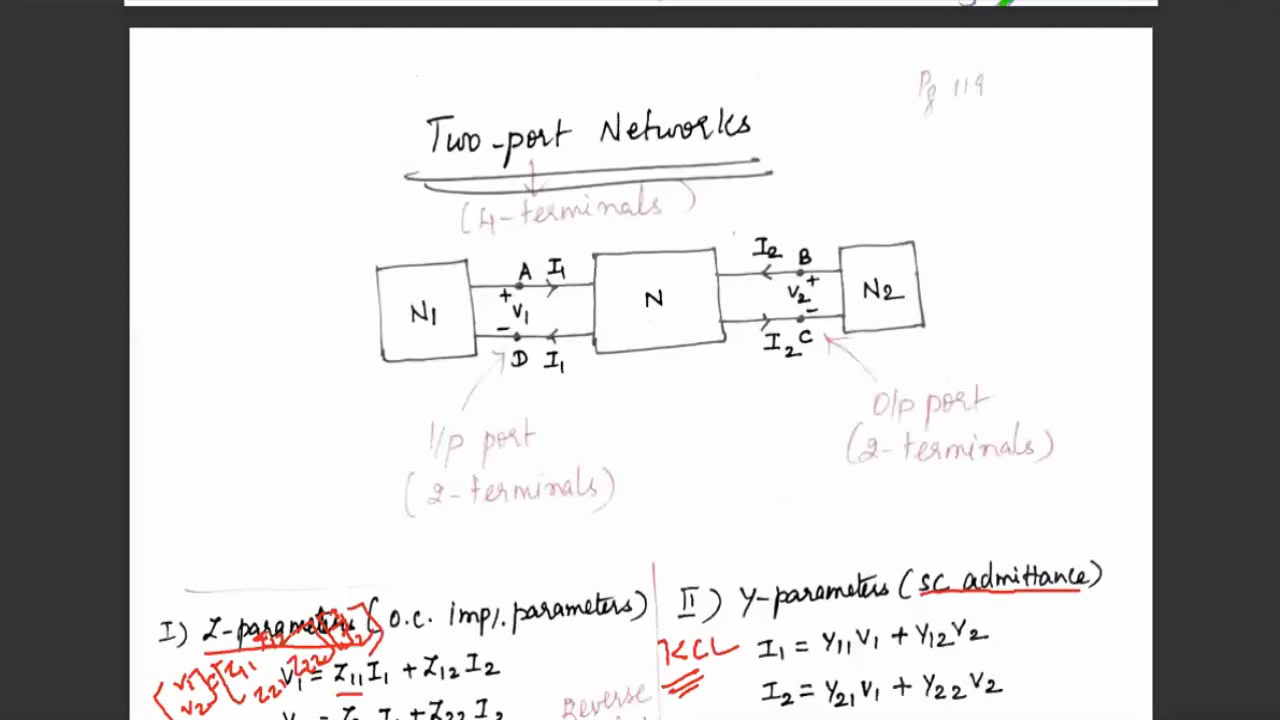 Pg 119
Two-port Networks
(4-terminals)
A I1 I2 B
N1 + V1 - N V2 + - N2
D I1 I2 C
I/p port
(2-terminals)
O/p port
(2-terminals)
I) Z-parameters (O.C. imp. parameters)
V1 = Z11 I1 + Z12 I2
II) Y-parameters (SC admittance)
KCL
I1 = Y11 V1 + Y12 V2
I2 = Y21 V1 + Y22 V2
Reverse